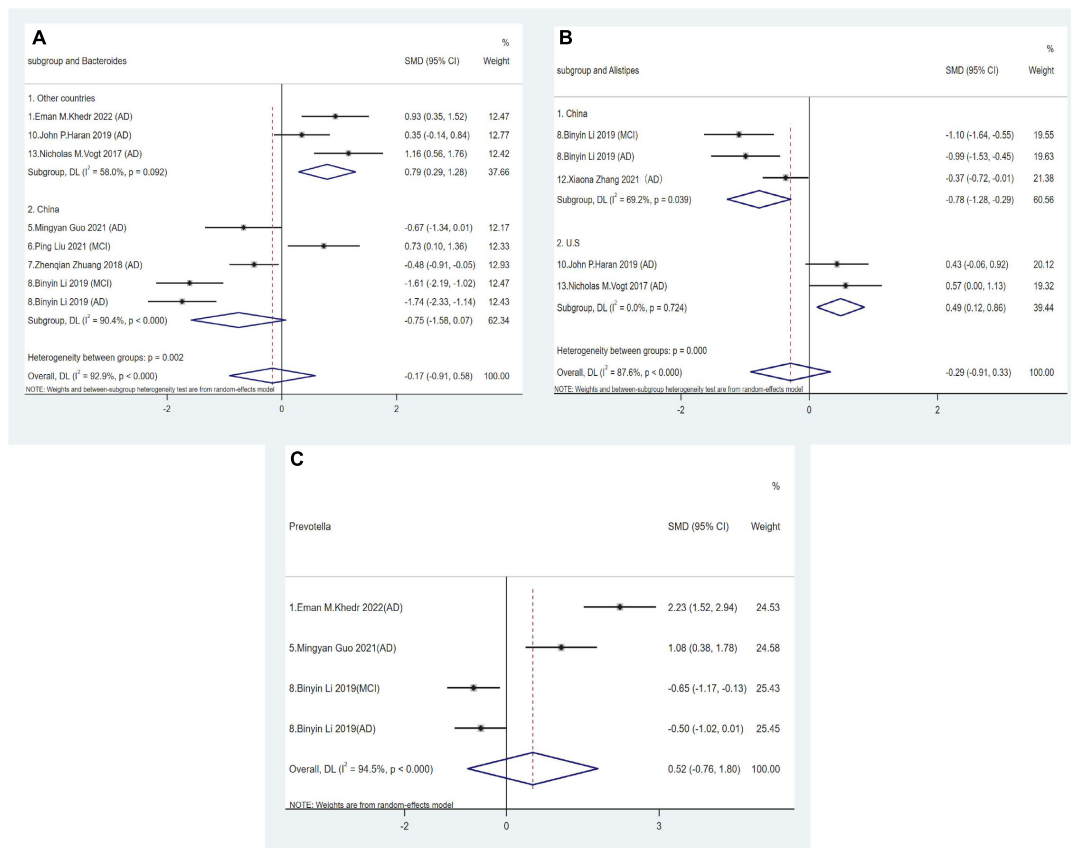 A
%
subgroup and Bacteroides SMD (95% CI) Weight
1. Other countries
1.Eman M.Khedr 2022 (AD) 0.93 (0.35, 1.52) 12.47
10.John P.Haran 2019 (AD) 0.35 (-0.14, 0.84) 12.77
13.Nicholas M.Vogt 2017 (AD) 1.16 (0.56, 1.76) 12.42
Subgroup, DL (I² = 58.0%, p = 0.092) 0.79 (0.29, 1.28) 37.66
2. China
5.Mingyan Guo 2021 (AD) -0.67 (-1.34, 0.01) 12.17
6.Ping Liu 2021 (MCI) 0.73 (0.10, 1.36) 12.33
7.Zhenqian Zhuang 2018 (AD) -0.48 (-0.91, -0.05) 12.93
8.Binyin Li 2019 (MCI) -1.61 (-2.19, -1.02) 12.47
8.Binyin Li 2019 (AD) -1.74 (-2.33, -1.14) 12.43
Subgroup, DL (I² = 90.4%, p < 0.000) -0.75 (-1.58, 0.07) 62.34
Heterogeneity between groups: p = 0.002
Overall, DL (I² = 92.9%, p < 0.000) -0.17 (-0.91, 0.58) 100.00
NOTE: Weights and between-subgroup heterogeneity test are from random-effects model
-2 0 2
B
%
subgroup and Alistipes SMD (95% CI) Weight
1. China
8.Binyin Li 2019 (MCI) -1.10 (-1.64, -0.55) 19.55
8.Binyin Li 2019 (AD) -0.99 (-1.53, -0.45) 19.63
12.Xiaona Zhang 2021（AD） -0.37 (-0.72, -0.01) 21.38
Subgroup, DL (I² = 69.2%, p = 0.039) -0.78 (-1.28, -0.29) 60.56
2. U.S
10.John P.Haran 2019 (AD) 0.43 (-0.06, 0.92) 20.12
13.Nicholas M.Vogt 2017 (AD) 0.57 (0.00, 1.13) 19.32
Subgroup, DL (I² = 0.0%, p = 0.724) 0.49 (0.12, 0.86) 39.44
Heterogeneity between groups: p = 0.000
Overall, DL (I² = 87.6%, p < 0.000) -0.29 (-0.91, 0.33) 100.00
NOTE: Weights and between-subgroup heterogeneity test are from random-effects model
-2 0 2
C
%
Prevotella SMD (95% CI) Weight
1.Eman M.Khedr 2022(AD) 2.23 (1.52, 2.94) 24.53
5.Mingyan Guo 2021(AD) 1.08 (0.38, 1.78) 24.58
8.Binyin Li 2019(MCI) -0.65 (-1.17, -0.13) 25.43
8.Binyin Li 2019(AD) -0.50 (-1.02, 0.01) 25.45
Overall, DL (I² = 94.5%, p < 0.000) 0.52 (-0.76, 1.80) 100.00
NOTE: Weights are from random-effects model
-2 0 3